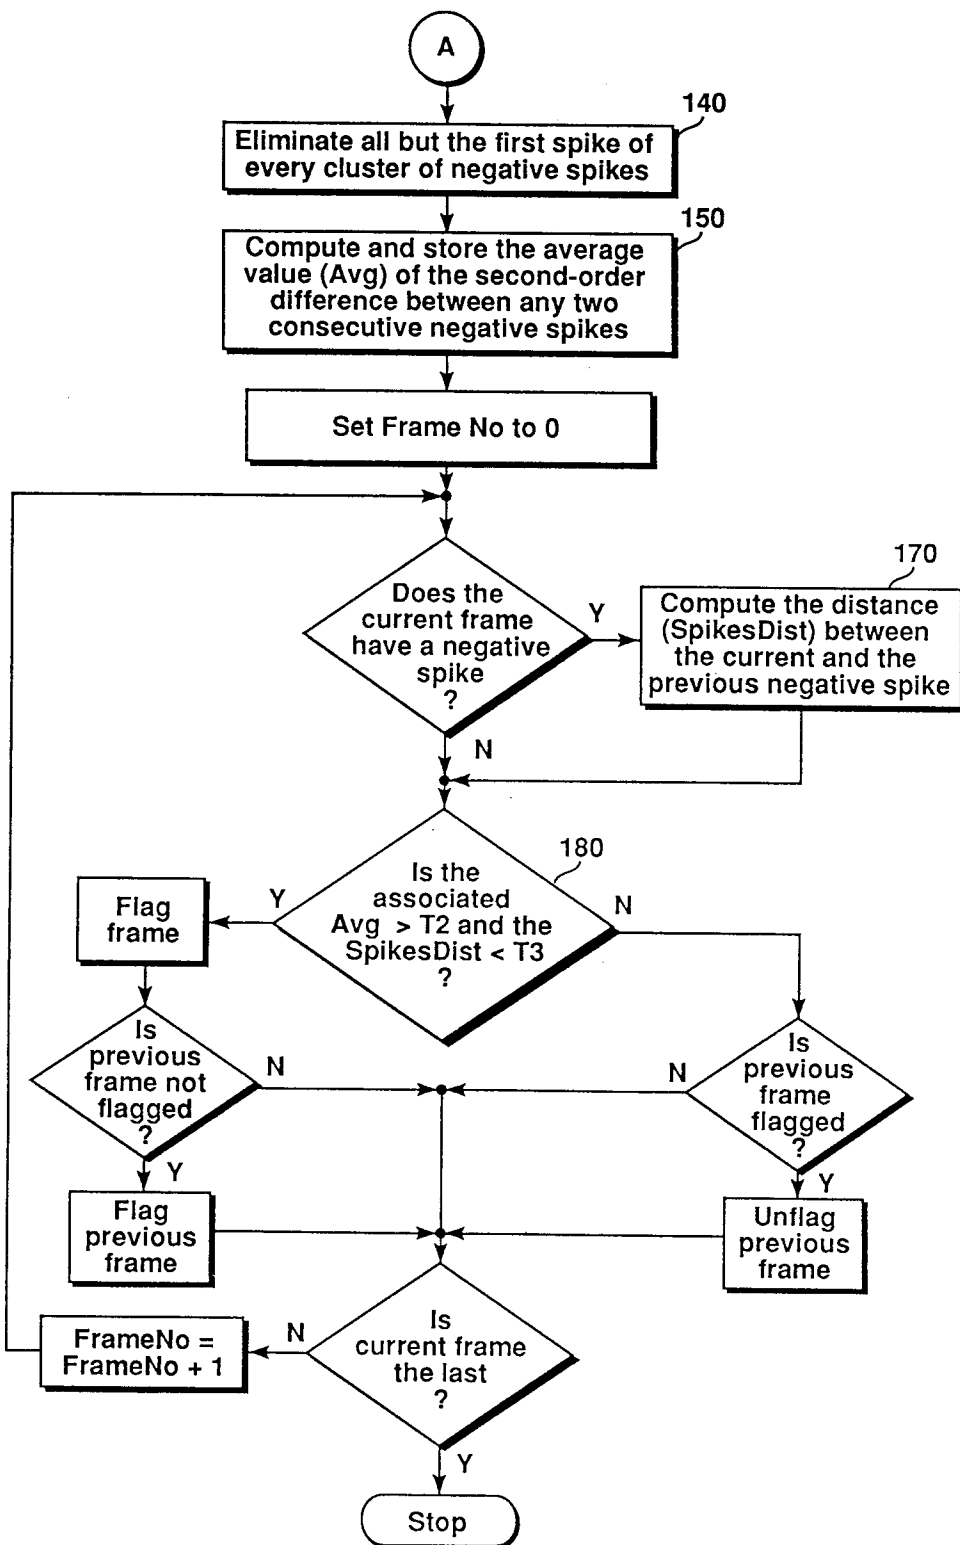 A
140
Eliminate all but the first spike of
every cluster of negative spikes
150
Compute and store the average
value (Avg) of the second-order
difference between any two
consecutive negative spikes
Set Frame No to 0
170
Does the
current frame
have a negative
spike
?
Y
Compute the distance
(SpikesDist) between
the current and the
previous negative spike
N
180
Is the
associated
Avg > T2 and the
SpikesDist < T3
?
Y
N
Flag
frame
Is
previous
frame not
flagged
?
N
Y
Is
previous
frame
flagged
?
N
Y
Flag
previous
frame
Unflag
previous
frame
Is
current frame
the last
?
N
FrameNo =
FrameNo + 1
Y
Stop